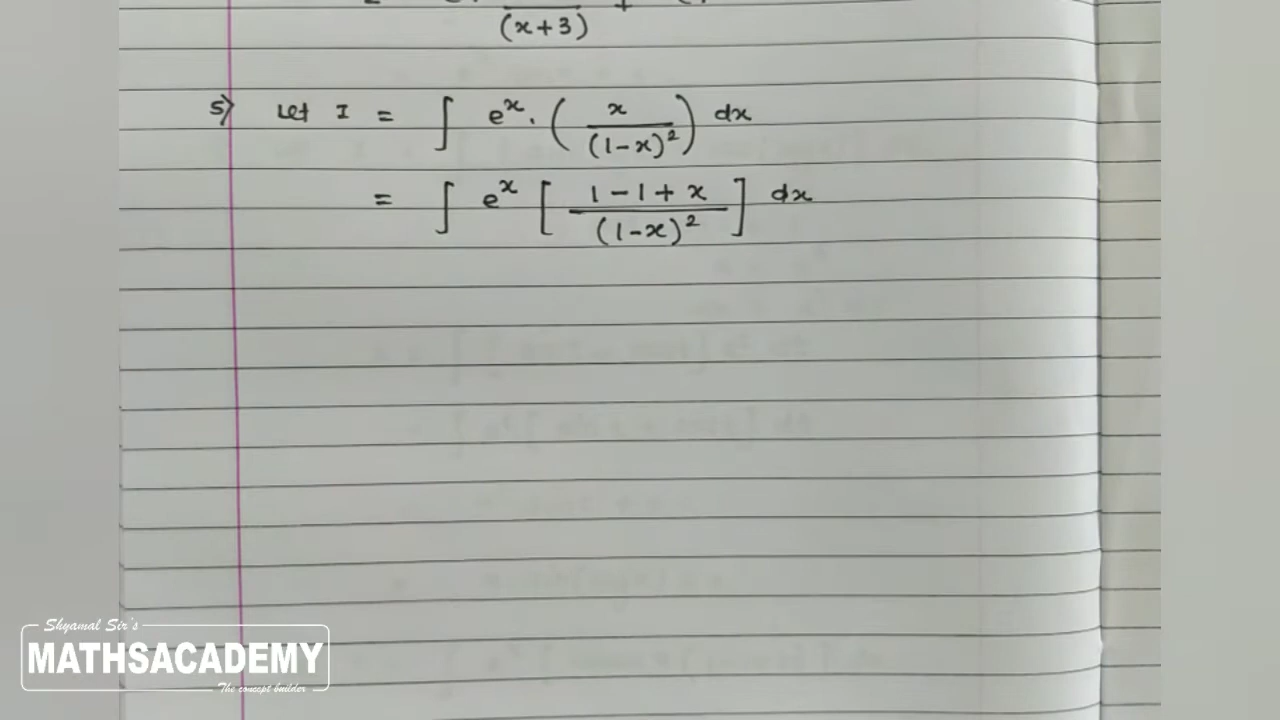 (x+3) +
5) Let I = ∫ e^x . ( x / (1-x)^2 ) dx
= ∫ e^x [ 1 - 1 + x / (1-x)^2 ] dx
Shyamal Sir's
MATHSACADEMY
The concept builder